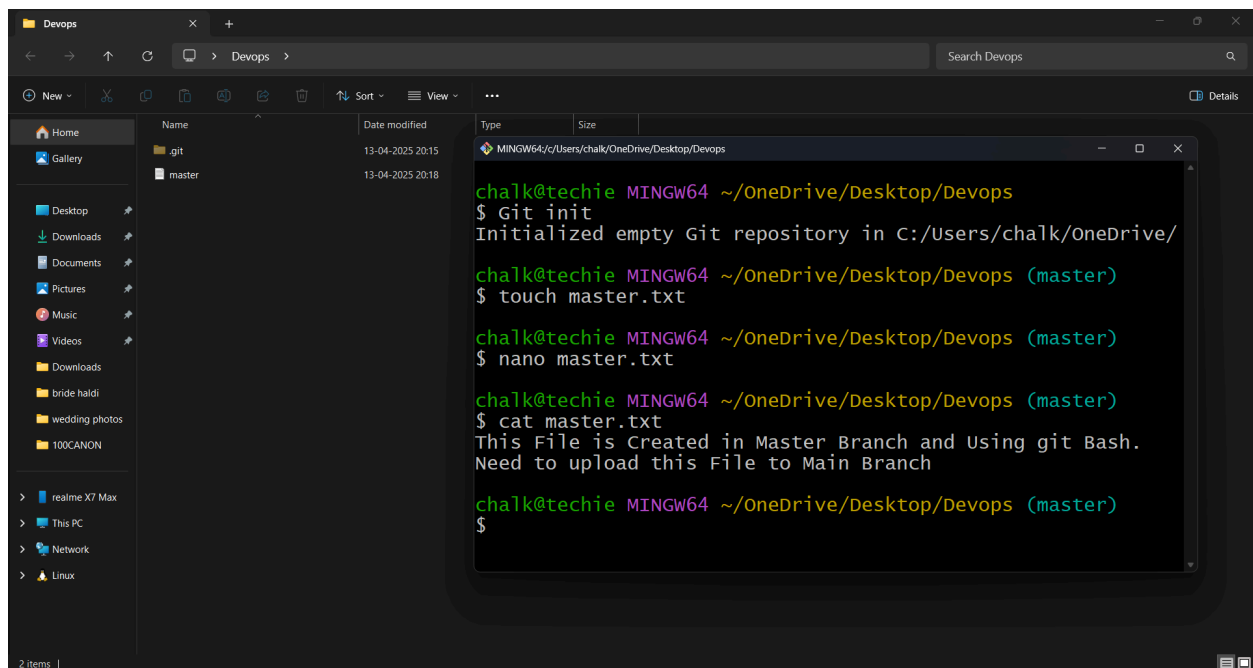 Devops
Devops
Search Devops
New
Sort
View
Details
Name
Date modified
Type
Size
Home
Gallery
Desktop
Downloads
Documents
Pictures
Music
Videos
Downloads
bride haldi
wedding photos
100CANON
realme X7 Max
This PC
Network
Linux
.git 13-04-2025 20:15
master 13-04-2025 20:18
MINGW64:/c/Users/chalk/OneDrive/Desktop/Devops
chalk@techie MINGW64 ~/OneDrive/Desktop/Devops
$ Git init
Initialized empty Git repository in C:/Users/chalk/OneDrive/
chalk@techie MINGW64 ~/OneDrive/Desktop/Devops (master)
$ touch master.txt
chalk@techie MINGW64 ~/OneDrive/Desktop/Devops (master)
$ nano master.txt
chalk@techie MINGW64 ~/OneDrive/Desktop/Devops (master)
$ cat master.txt
This File is Created in Master Branch and Using git Bash.
Need to upload this File to Main Branch
chalk@techie MINGW64 ~/OneDrive/Desktop/Devops (master)
$
2 items